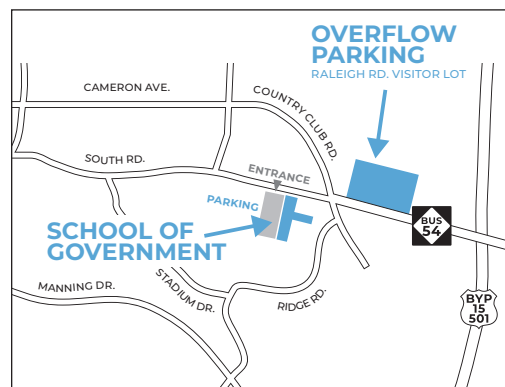 OVERFLOW
PARKING
RALEIGH RD. VISITOR LOT
CAMERON AVE.
COUNTRY CLUB RD.
SOUTH RD.
ENTRANCE
PARKING
SCHOOL OF
GOVERNMENT
BUS
54
MANNING DR.
STADIUM DR.
RIDGE RD.
BYP
15
501